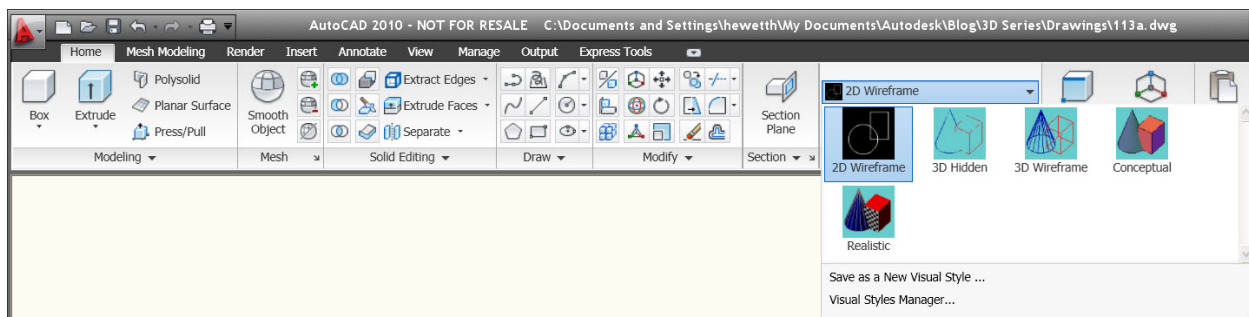 AutoCAD 2010 - NOT FOR RESALE C:\Documents and Settings\hewetth\My Documents\Autodesk\Blog\3D Series\Drawings\113a.dwg
Home Mesh Modeling Render Insert Annotate View Manage Output Express Tools
Box
Extrude
Polysolid
Planar Surface
Press/Pull
Modeling
Smooth
Object
Mesh
Extract Edges
Extrude Faces
Separate
Solid Editing
Draw
Modify
Section
Plane
Section
2D Wireframe
2D Wireframe 3D Hidden 3D Wireframe Conceptual
Realistic
Save as a New Visual Style ...
Visual Styles Manager...